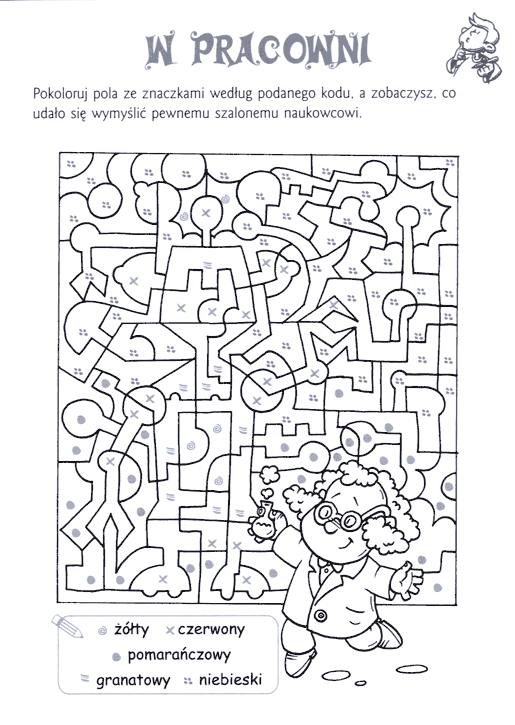 W PRACOWNI
Pokoloruj pola ze znaczkami według podanego kodu, a zobaczysz, co
udało się wymyślić pewnemu szalonemu naukowcowi.
żółty czerwony
pomarańczowy
granatowy niebieski